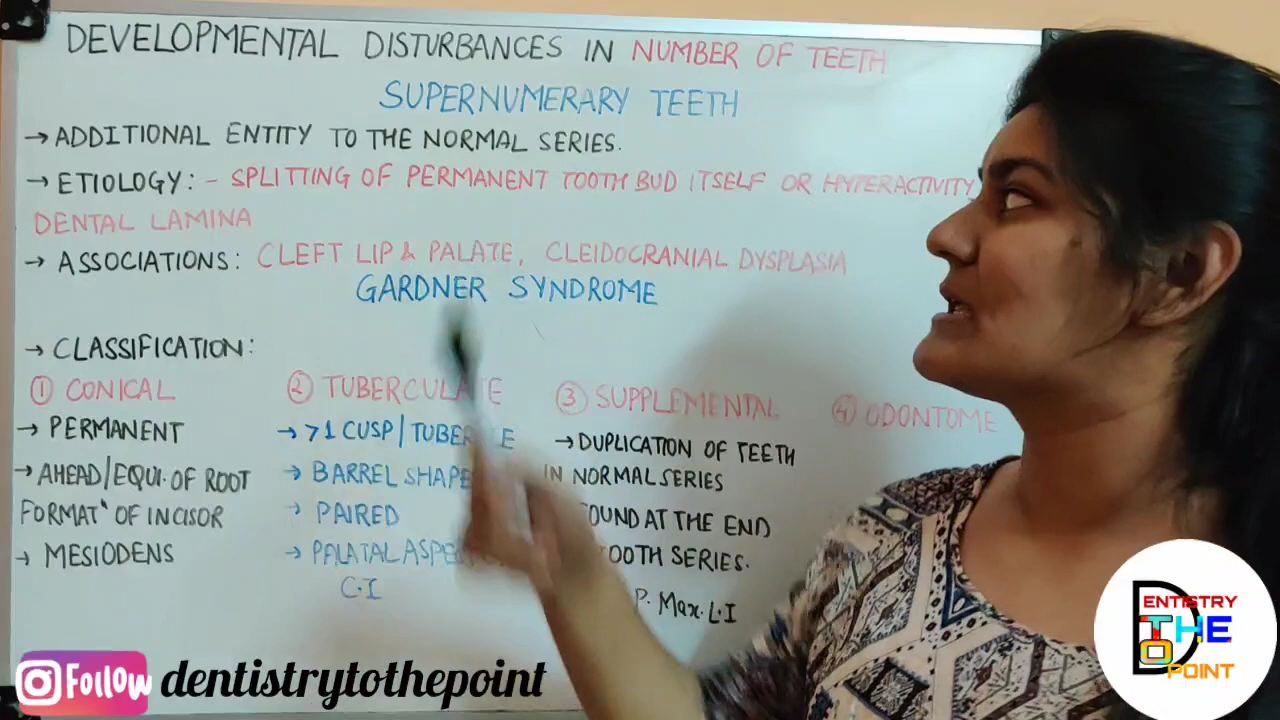 DEVELOPMENTAL DISTURBANCES IN NUMBER OF TEETH
SUPERNUMERARY TEETH
→ ADDITIONAL ENTITY TO THE NORMAL SERIES.
→ ETIOLOGY:- SPLITTING OF PERMANENT TOOTH BUD ITSELF OR HYPERACTIVITY
DENTAL LAMINA
→ ASSOCIATIONS: CLEFT LIP & PALATE, CLEIDOCRANIAL DYSPLASIA
GARDNER SYNDROME
→ CLASSIFICATION:
① CONICAL
→ PERMANENT
→ AHEAD/EQUI. OF ROOT
FORMATⁿ OF INCISOR
→ MESIODENS
② TUBERCULATE
→ >1 CUSP/
→ BARREL SHAPE
→ PAIRED
→ PALATAL
C.I
③ SUPPLEMENTAL
→ DUPLICATION OF TEETH
IN NORMAL SERIES
AT THE END
SERIES.
P. Max. L.I
④ ODONTOME
Follow dentistrytothepoint
DENTISTRY
TO THE
POINT